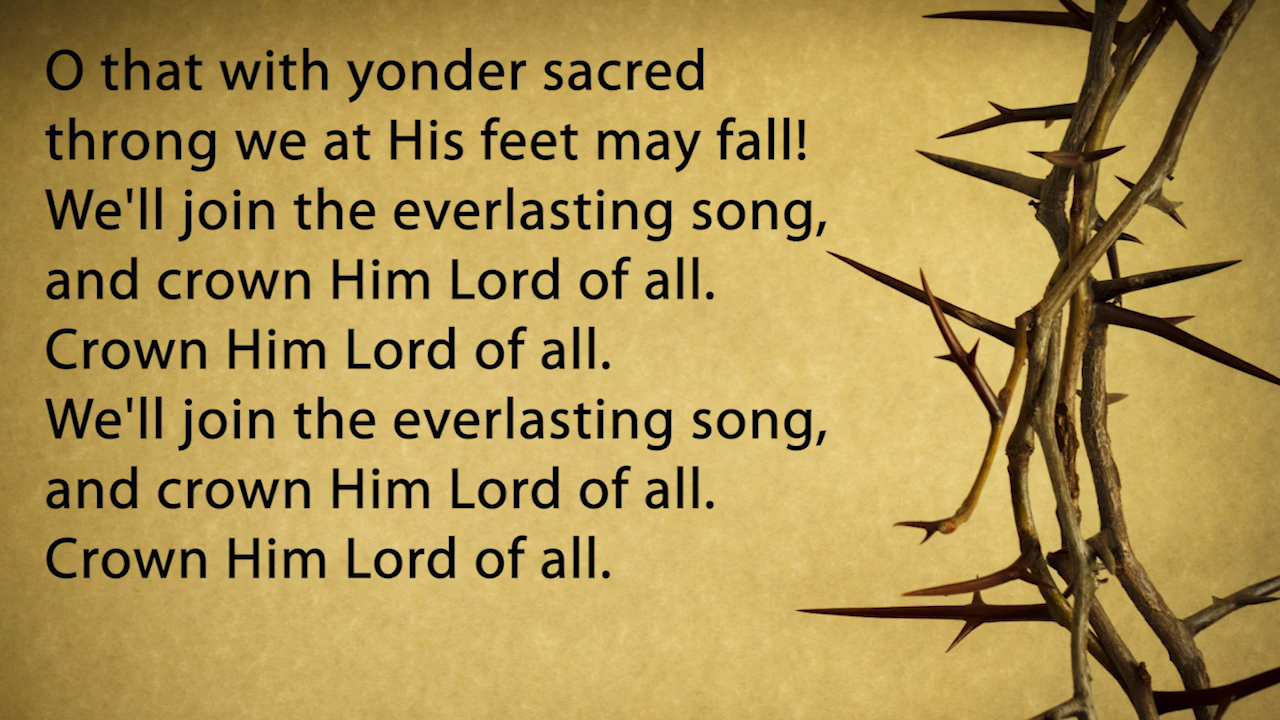 O that with yonder sacred
throng we at His feet may fall!
We'll join the everlasting song,
and crown Him Lord of all.
Crown Him Lord of all.
We'll join the everlasting song,
and crown Him Lord of all.
Crown Him Lord of all.